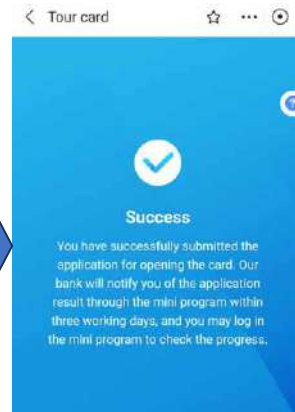 Tour card
Success
You have successfully submitted the
application for opening the card. Our
bank will notify you of the application
result through the mini program within
three working days, and you may log in
the mini program to check the progress.